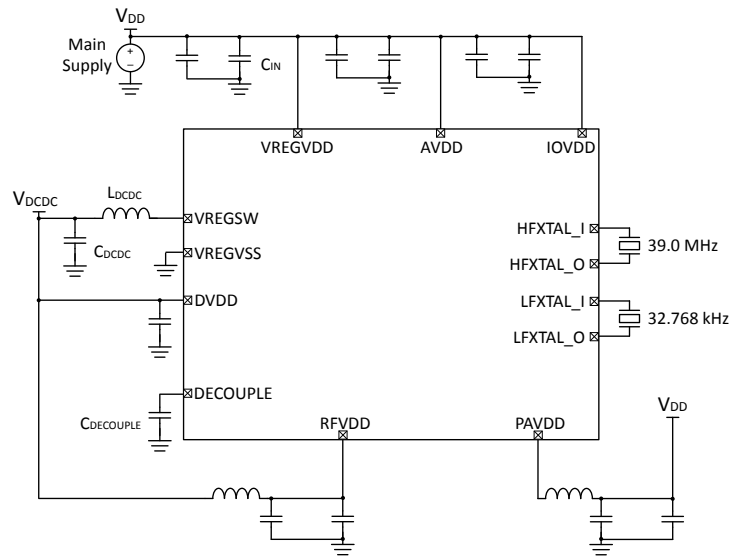 VDD
Main
Supply
+
−
CIN
VREGVDD
AVDD
IOVDD
VDCDC
LDCDC
VREGSW
CDCDC
VREGVSS
DVDD
DECOUPLE
CDECOUPLE
HFXTAL_I
39.0 MHz
HFXTAL_O
LFXTAL_I
32.768 kHz
LFXTAL_O
RFVDD
PAVDD
VDD